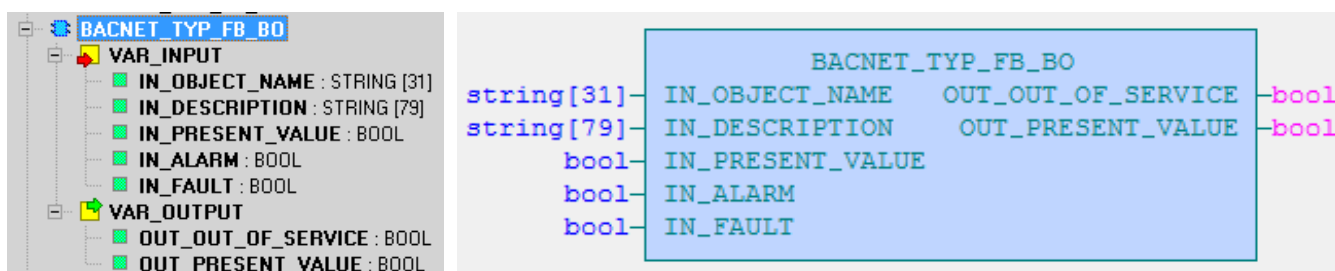 BACNET_TYP_FB_BO
VAR_INPUT
IN_OBJECT_NAME : STRING [31]
IN_DESCRIPTION : STRING [79]
IN_PRESENT_VALUE : BOOL
IN_ALARM : BOOL
IN_FAULT : BOOL
VAR_OUTPUT
OUT_OUT_OF_SERVICE : BOOL
OUT_PRESENT_VALUE : BOOL
BACNET_TYP_FB_BO
string[31] IN_OBJECT_NAME OUT_OUT_OF_SERVICE bool
string[79] IN_DESCRIPTION OUT_PRESENT_VALUE bool
bool IN_PRESENT_VALUE
bool IN_ALARM
bool IN_FAULT